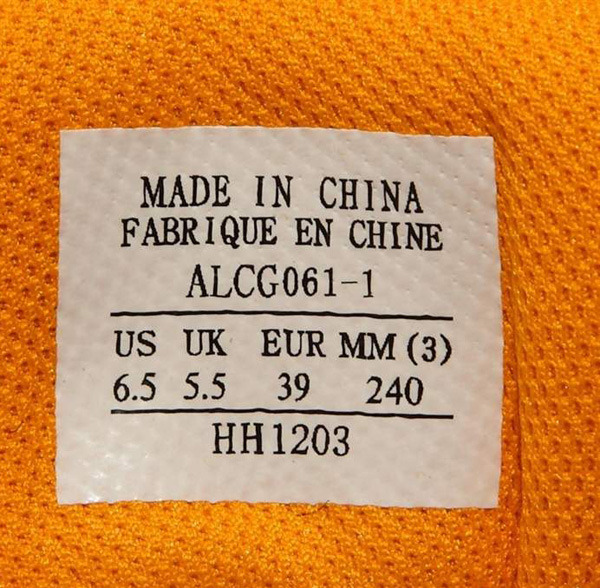 MADE IN CHINA
FABRIQUE EN CHINE
ALCG061-1
US UK EUR MM (3)
6.5 5.5 39 240
HH1203